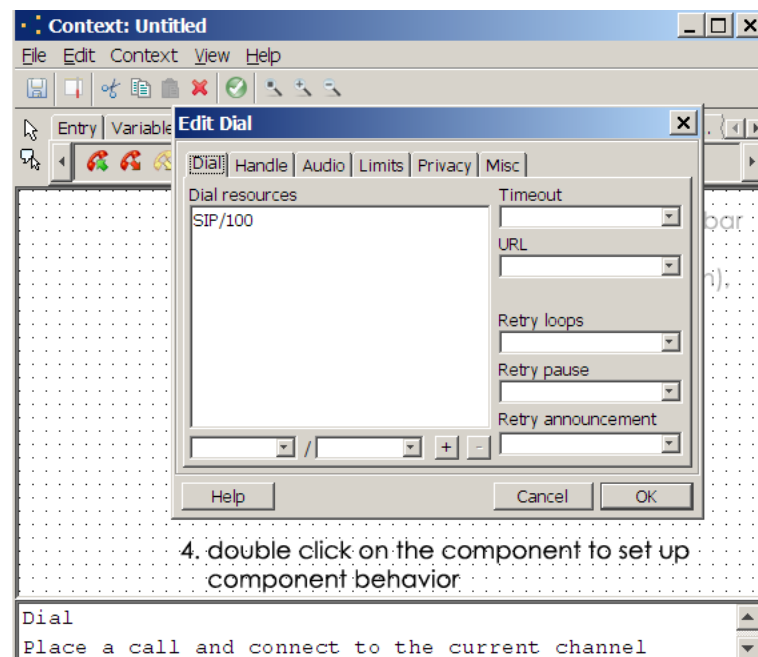 Context: Untitled
File Edit Context View Help
Entry Variable
Edit Dial
Dial Handle Audio Limits Privacy Misc
Dial resources
SIP/100
Timeout
URL
Retry loops
Retry pause
Retry announcement
/ + -
Help Cancel OK
bar
n),
4. double click on the component to set up
component behavior
Dial
Place a call and connect to the current channel